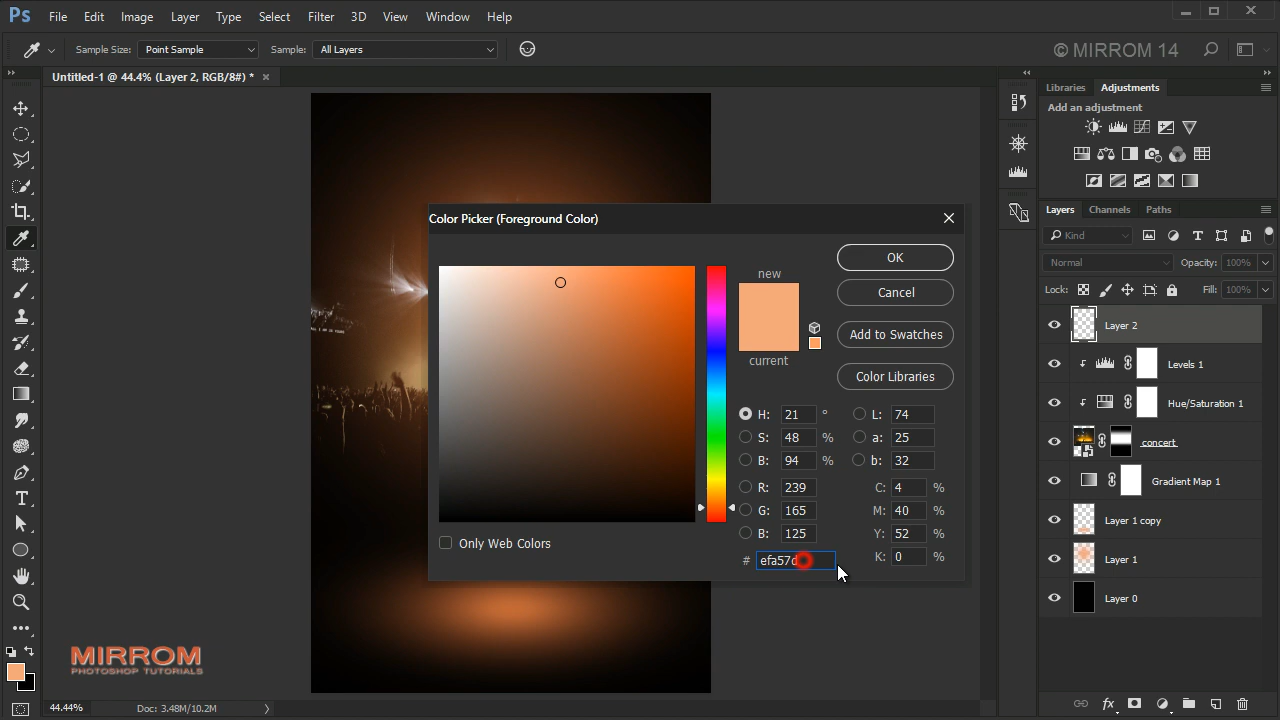 Ps File Edit Image Layer Type Select Filter 3D View Window Help
Sample Size: Point Sample Sample: All Layers © MIRROM 14
Untitled-1 @ 44.4% (Layer 2, RGB/8#) * ×
Libraries Adjustments
Add an adjustment
Layers Channels Paths
Kind
Normal Opacity: 100%
Lock: Fill: 100%
Layer 2
Levels 1
Hue/Saturation 1
concert
Gradient Map 1
Layer 1 copy
Layer 1
Layer 0
Color Picker (Foreground Color)
new
current
OK
Cancel
Add to Swatches
Color Libraries
H: 21 ° L: 74
S: 48 % a: 25
B: 94 % b: 32
R: 239 C: 4 %
G: 165 M: 40 %
B: 125 Y: 52 %
# efa57d K: 0 %
Only Web Colors
MIRROM
PHOTOSHOP TUTORIALS
44.44% Doc: 3.48M/10.2M
fx